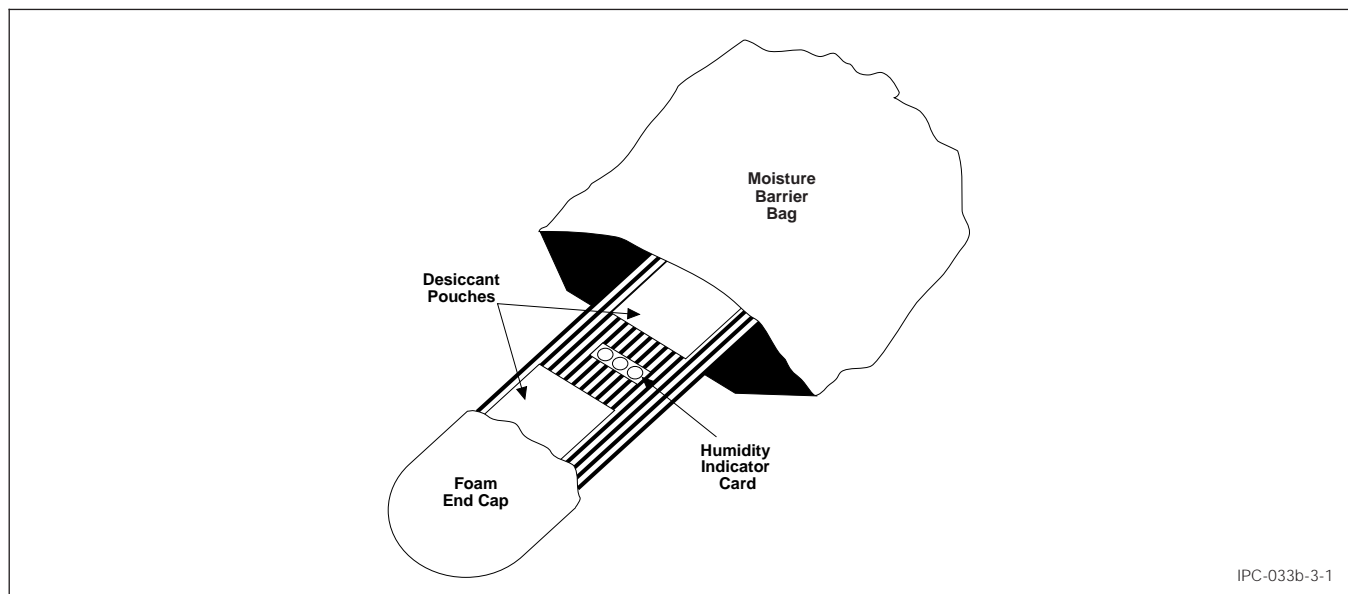 Moisture
Barrier
Bag
Desiccant
Pouches
Humidity
Indicator
Card
Foam
End Cap
IPC-033b-3-1